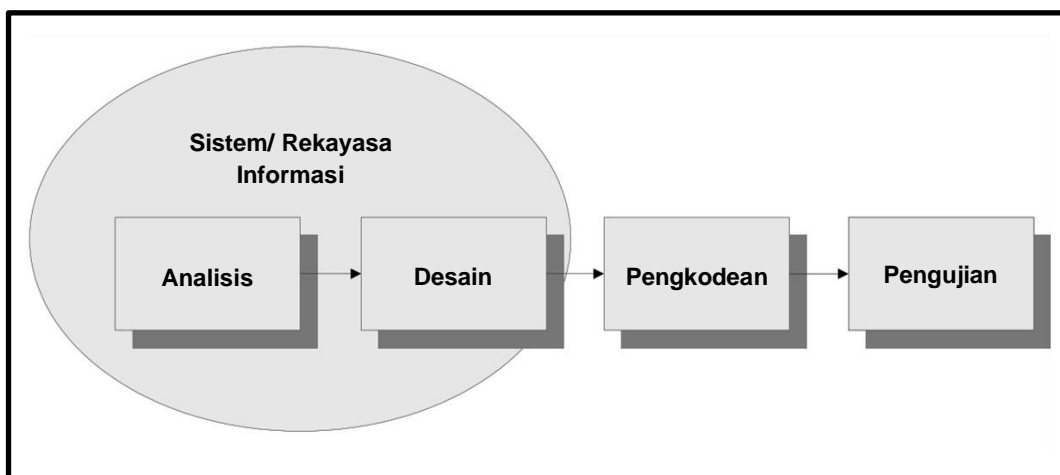 Sistem/ Rekayasa
Informasi
Analisis
Desain
Pengkodean
Pengujian